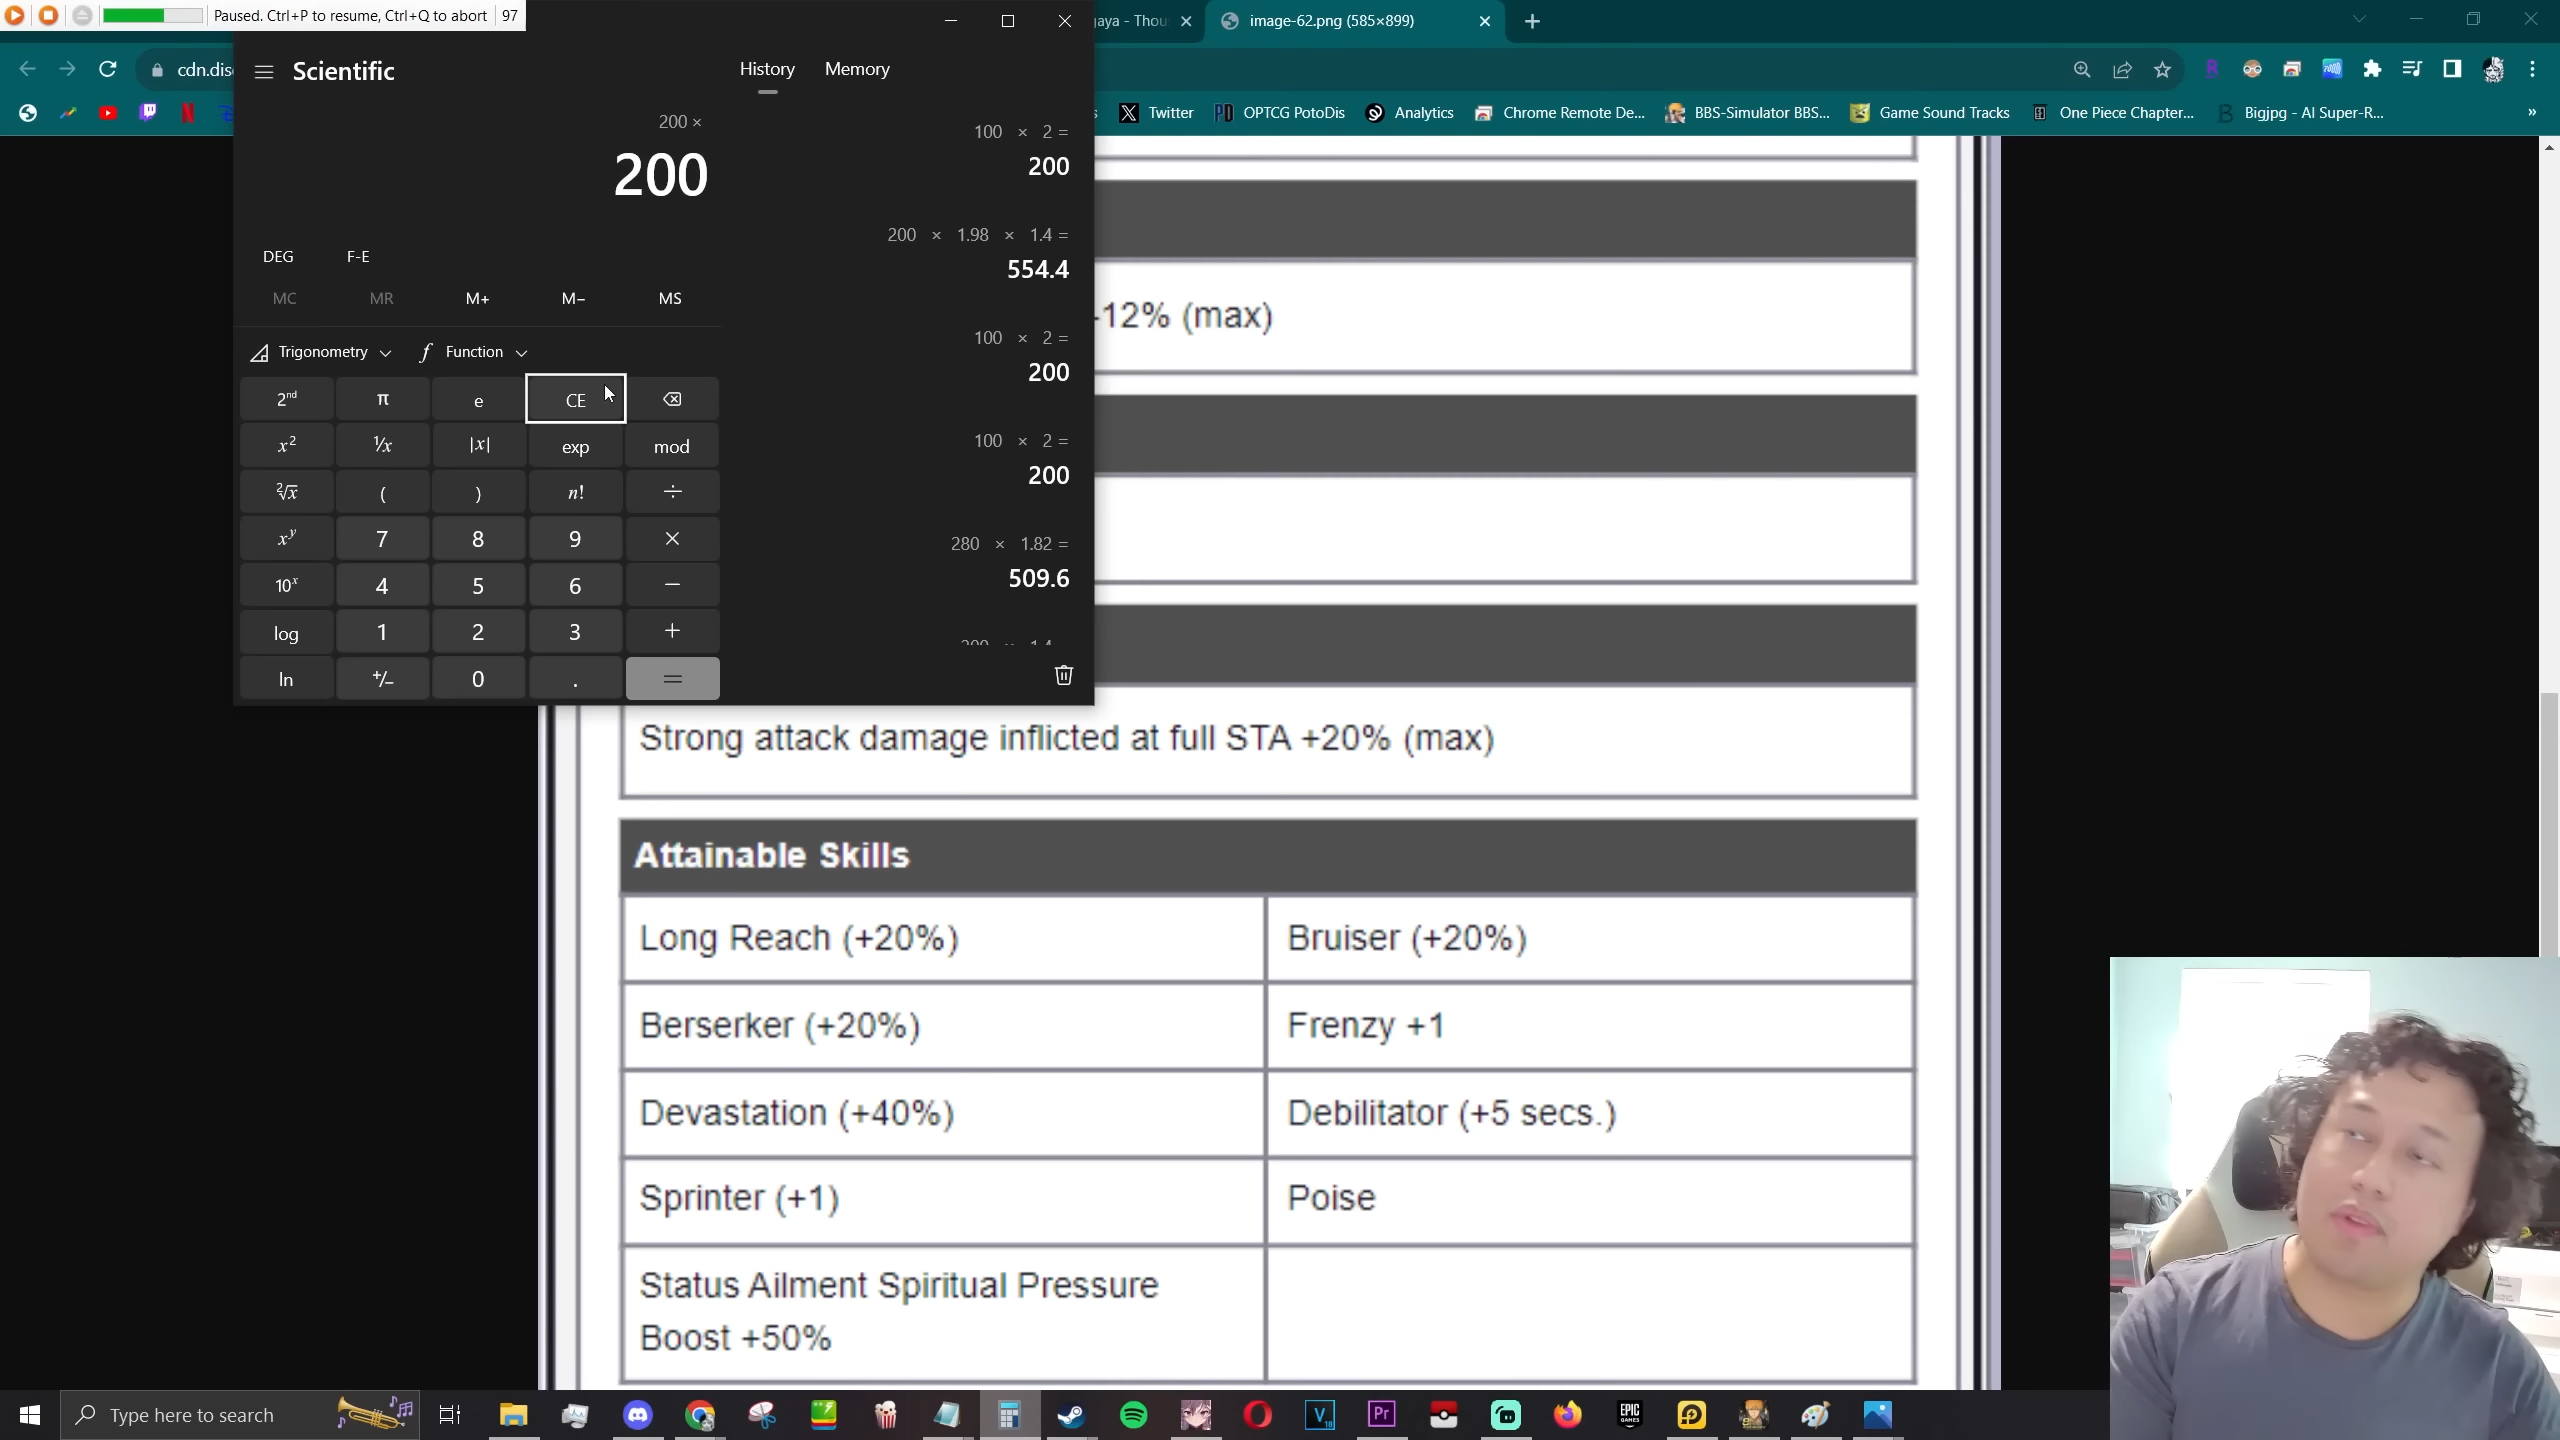 Paused. Ctrl+P to resume, Ctrl+Q to abort 97
image-62.png (585×899)
cdn.dis
Twitter
OPTCG PotoDis
Analytics
Chrome Remote De...
BBS-Simulator BBS...
Game Sound Tracks
One Piece Chapter...
Bigjpg - AI Super-R...
»
Scientific
History
Memory
200 ×
200
DEG
F-E
MC
MR
M+
M−
MS
Trigonometry
Function
2nd
π
e
CE
x2
1/x
|x|
exp
mod
2√x
(
)
n!
÷
xy
7
8
9
×
10x
4
5
6
−
log
1
2
3
+
ln
+/−
0
.
=
100 × 2 =
200
200 × 1.98 × 1.4 =
554.4
100 × 2 =
200
100 × 2 =
200
280 × 1.82 =
509.6
-12% (max)
Strong attack damage inflicted at full STA +20% (max)
Attainable Skills
Long Reach (+20%)
Bruiser (+20%)
Berserker (+20%)
Frenzy +1
Devastation (+40%)
Debilitator (+5 secs.)
Sprinter (+1)
Poise
Status Ailment Spiritual Pressure
Boost +50%
Type here to search
Pr
EPIC
GAMES